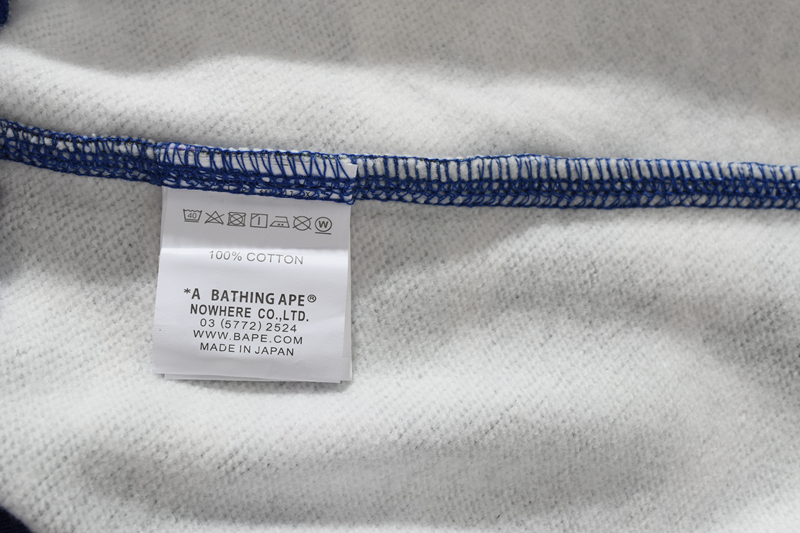 40 W
100% COTTON
*A BATHING APE®
NOWHERE CO.,LTD.
03 (5772) 2524
WWW.BAPE.COM
MADE IN JAPAN